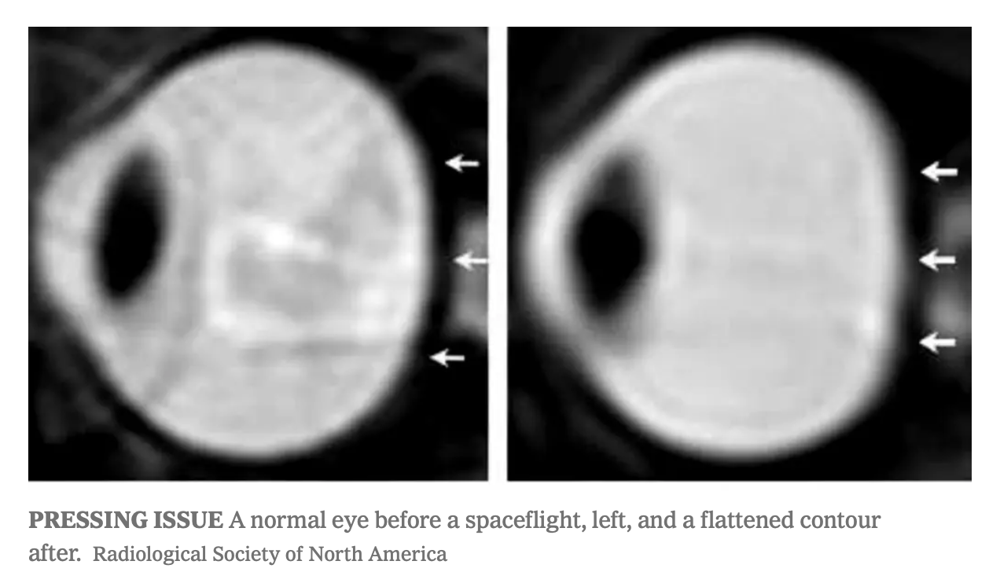 PRESSING ISSUE A normal eye before a spaceflight, left, and a flattened contour
after. Radiological Society of North America